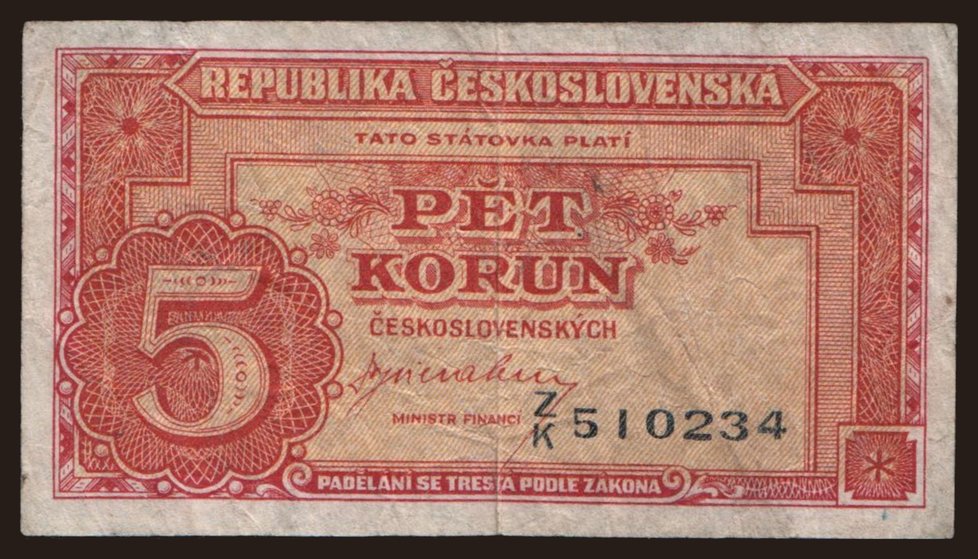 REPUBLIKA ČESKOSLOVENSKÁ
TATO STÁTOVKA PLATÍ
PĚT
KORUN
ČESKOSLOVENSKÝCH
5
MINISTR FINANCÍ
Z/K 510234
PADĚLÁNÍ SE TRESTÁ PODLE ZÁKONA